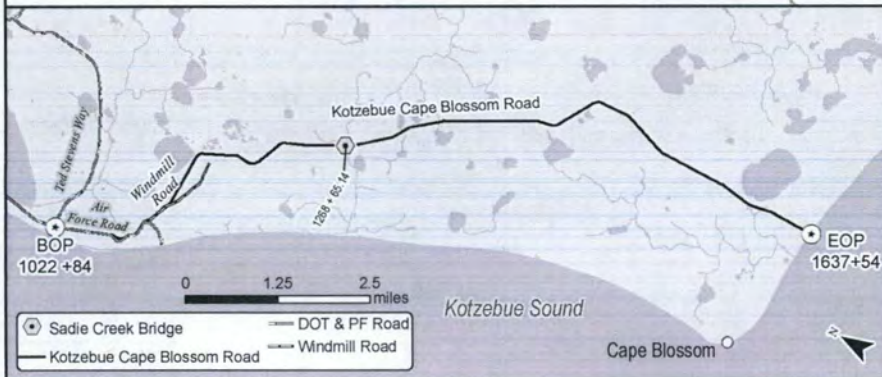 Kotzebue Cape Blossom Road
Ted Stevens Way
Windmill
Road
Air
Force Road
1268 + 65.14
BOP
1022 +84
EOP
1637+54
0 1.25 2.5
miles
Kotzebue Sound
Cape Blossom
N
Sadie Creek Bridge
DOT & PF Road
Kotzebue Cape Blossom Road
Windmill Road